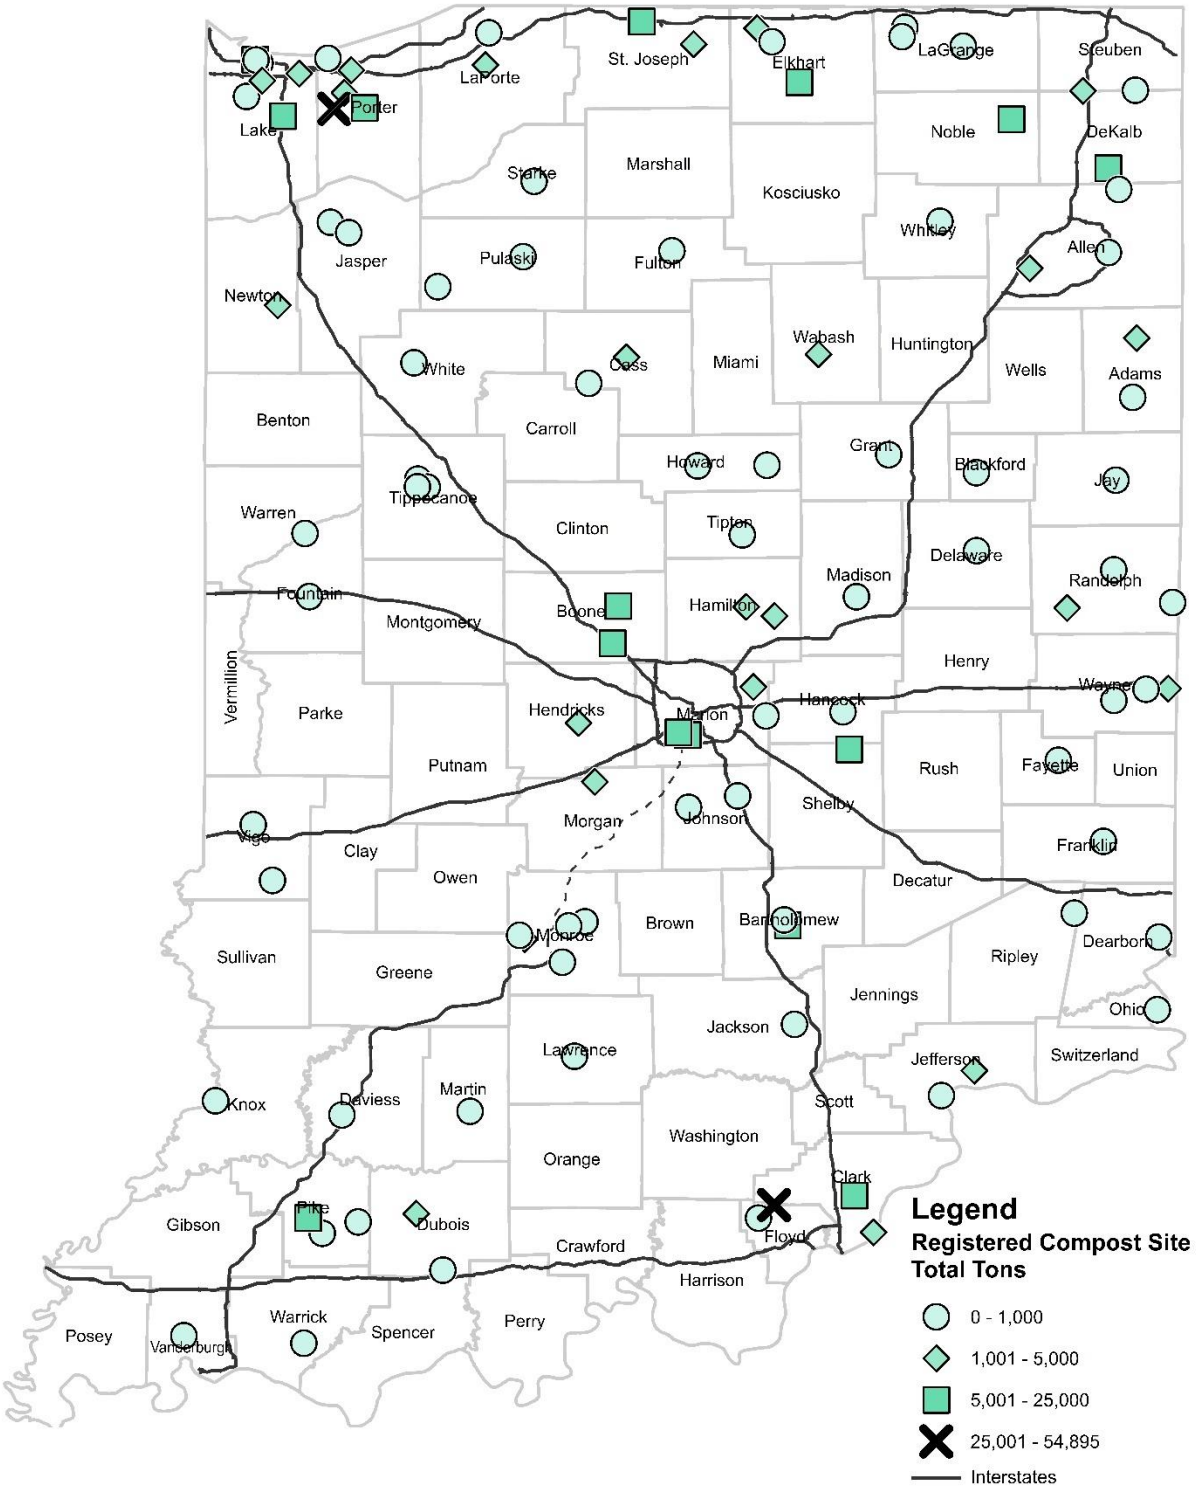 LaGrange
Steuben
St. Joseph
Elkhart
LaPorte
Porter
Lake
Noble
DeKalb
Marshall
Starke
Kosciusko
Whitley
Allen
Jasper
Pulaski
Fulton
Newton
Wabash
Huntington
White
Cass
Miami
Wells
Adams
Benton
Carroll
Grant
Howard
Blackford
Jay
Tippecanoe
Warren
Clinton
Tipton
Delaware
Madison
Randolph
Fountain
Boone
Hamilton
Montgomery
Henry
Vermillion
Wayne
Parke
Hendricks
Marion
Hancock
Putnam
Rush
Fayette
Union
Shelby
Morgan
Johnson
Vigo
Clay
Franklin
Owen
Decatur
Brown
Bartholomew
Monroe
Dearborn
Sullivan
Greene
Ripley
Jennings
Ohio
Jackson
Lawrence
Jefferson
Switzerland
Knox
Daviess
Martin
Scott
Washington
Orange
Clark
Pike
Gibson
Dubois
Floyd
Crawford
Harrison
Warrick
Perry
Spencer
Posey
Vanderburgh
Legend
Registered Compost Site
Total Tons
0 - 1,000
1,001 - 5,000
5,001 - 25,000
25,001 - 54,895
Interstates